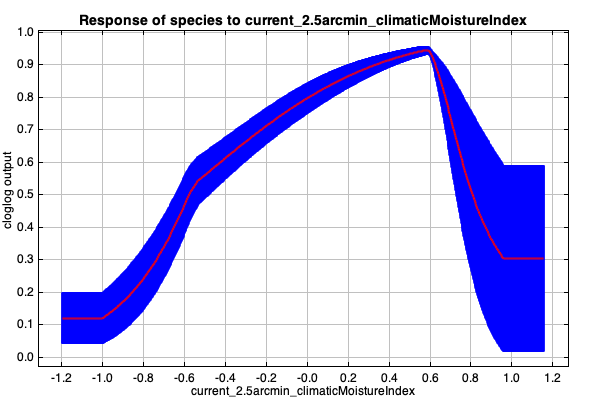 Response of species to current_2.5arcmin_climaticMoistureIndex
cloglog output
1.0
0.9
0.8
0.7
0.6
0.5
0.4
0.3
0.2
0.1
0.0
-1.2 -1.0 -0.8 -0.6 -0.4 -0.2 -0.0 0.2 0.4 0.6 0.8 1.0 1.2
current_2.5arcmin_climaticMoistureIndex